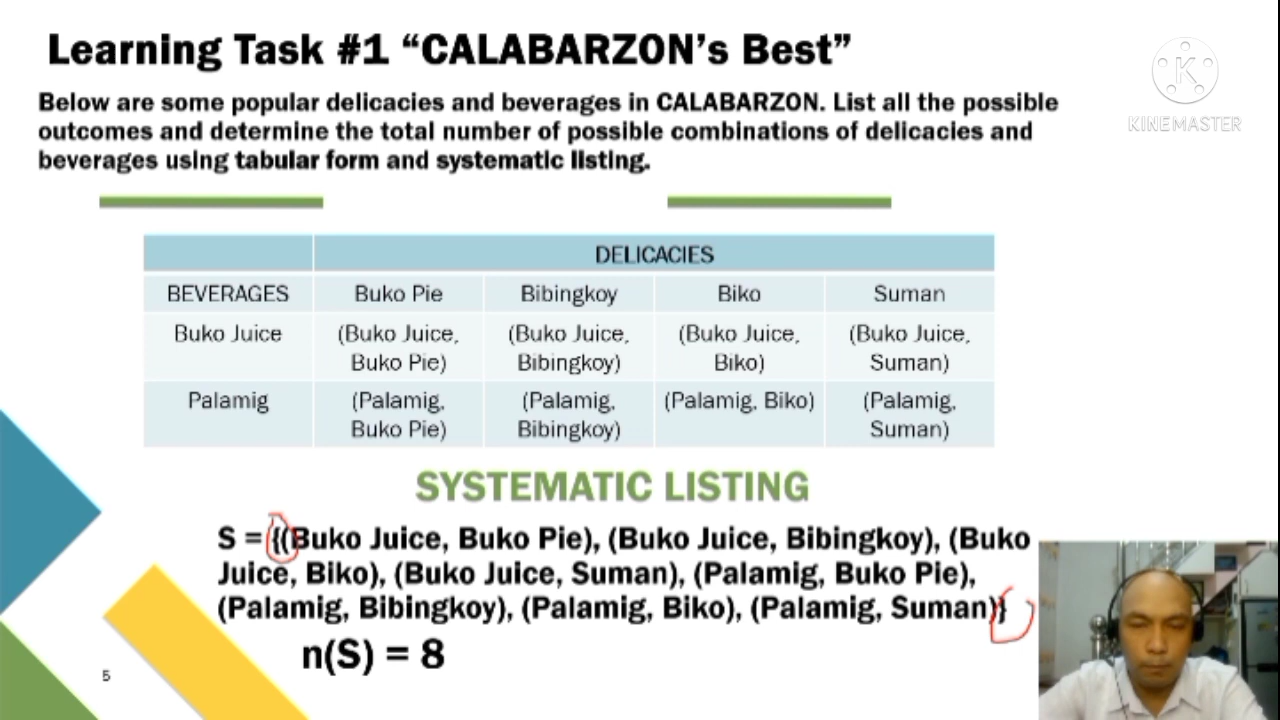 Learning Task #1 “CALABARZON’s Best”
K
KINEMASTER
Below are some popular delicacies and beverages in CALABARZON. List all the possible
outcomes and determine the total number of possible combinations of delicacies and
beverages using tabular form and systematic listing.
DELICACIES
BEVERAGES Buko Pie Bibingkoy Biko Suman
Buko Juice (Buko Juice, Buko Pie) (Buko Juice, Bibingkoy) (Buko Juice, Biko) (Buko Juice, Suman)
Palamig (Palamig, Buko Pie) (Palamig, Bibingkoy) (Palamig, Biko) (Palamig, Suman)
SYSTEMATIC LISTING
S = {(Buko Juice, Buko Pie), (Buko Juice, Bibingkoy), (Buko
Juice, Biko), (Buko Juice, Suman), (Palamig, Buko Pie),
(Palamig, Bibingkoy), (Palamig, Biko), (Palamig, Suman)}
n(S) = 8
5